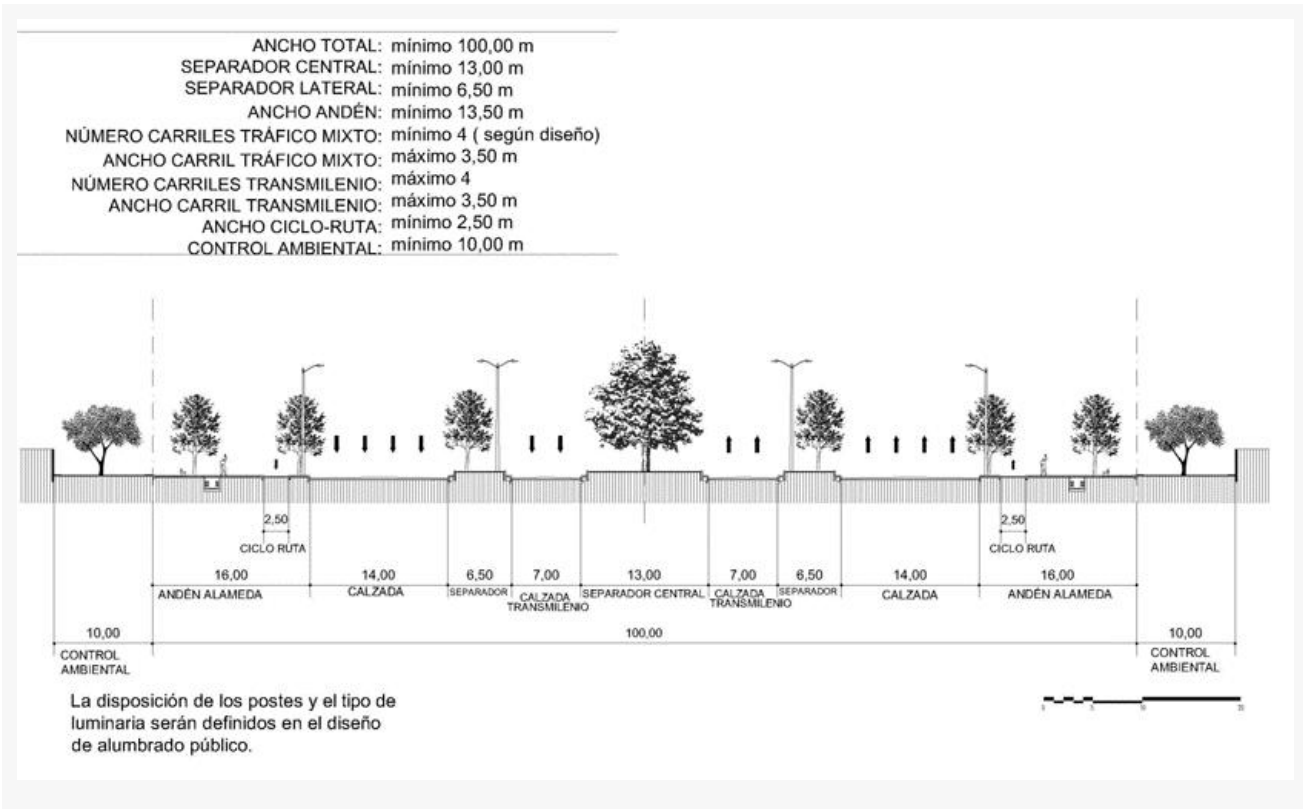 ANCHO TOTAL: mínimo 100,00 m
SEPARADOR CENTRAL: mínimo 13,00 m
SEPARADOR LATERAL: mínimo 6,50 m
ANCHO ANDÉN: mínimo 13,50 m
NÚMERO CARRILES TRÁFICO MIXTO: mínimo 4 ( según diseño)
ANCHO CARRIL TRÁFICO MIXTO: máximo 3,50 m
NÚMERO CARRILES TRANSMILENIO: máximo 4
ANCHO CARRIL TRANSMILENIO: máximo 3,50 m
ANCHO CICLO-RUTA: mínimo 2,50 m
CONTROL AMBIENTAL: mínimo 10,00 m
2,50 2,50
CICLO RUTA CICLO RUTA
16,00 14,00 6,50 7,00 13,00 7,00 6,50 14,00 16,00
ANDÉN ALAMEDA CALZADA SEPARADOR CALZADA TRANSMILENIO SEPARADOR CENTRAL CALZADA TRANSMILENIO SEPARADOR CALZADA ANDÉN ALAMEDA
10,00 100,00 10,00
CONTROL AMBIENTAL CONTROL AMBIENTAL
La disposición de los postes y el tipo de
luminaria serán definidos en el diseño
de alumbrado público.